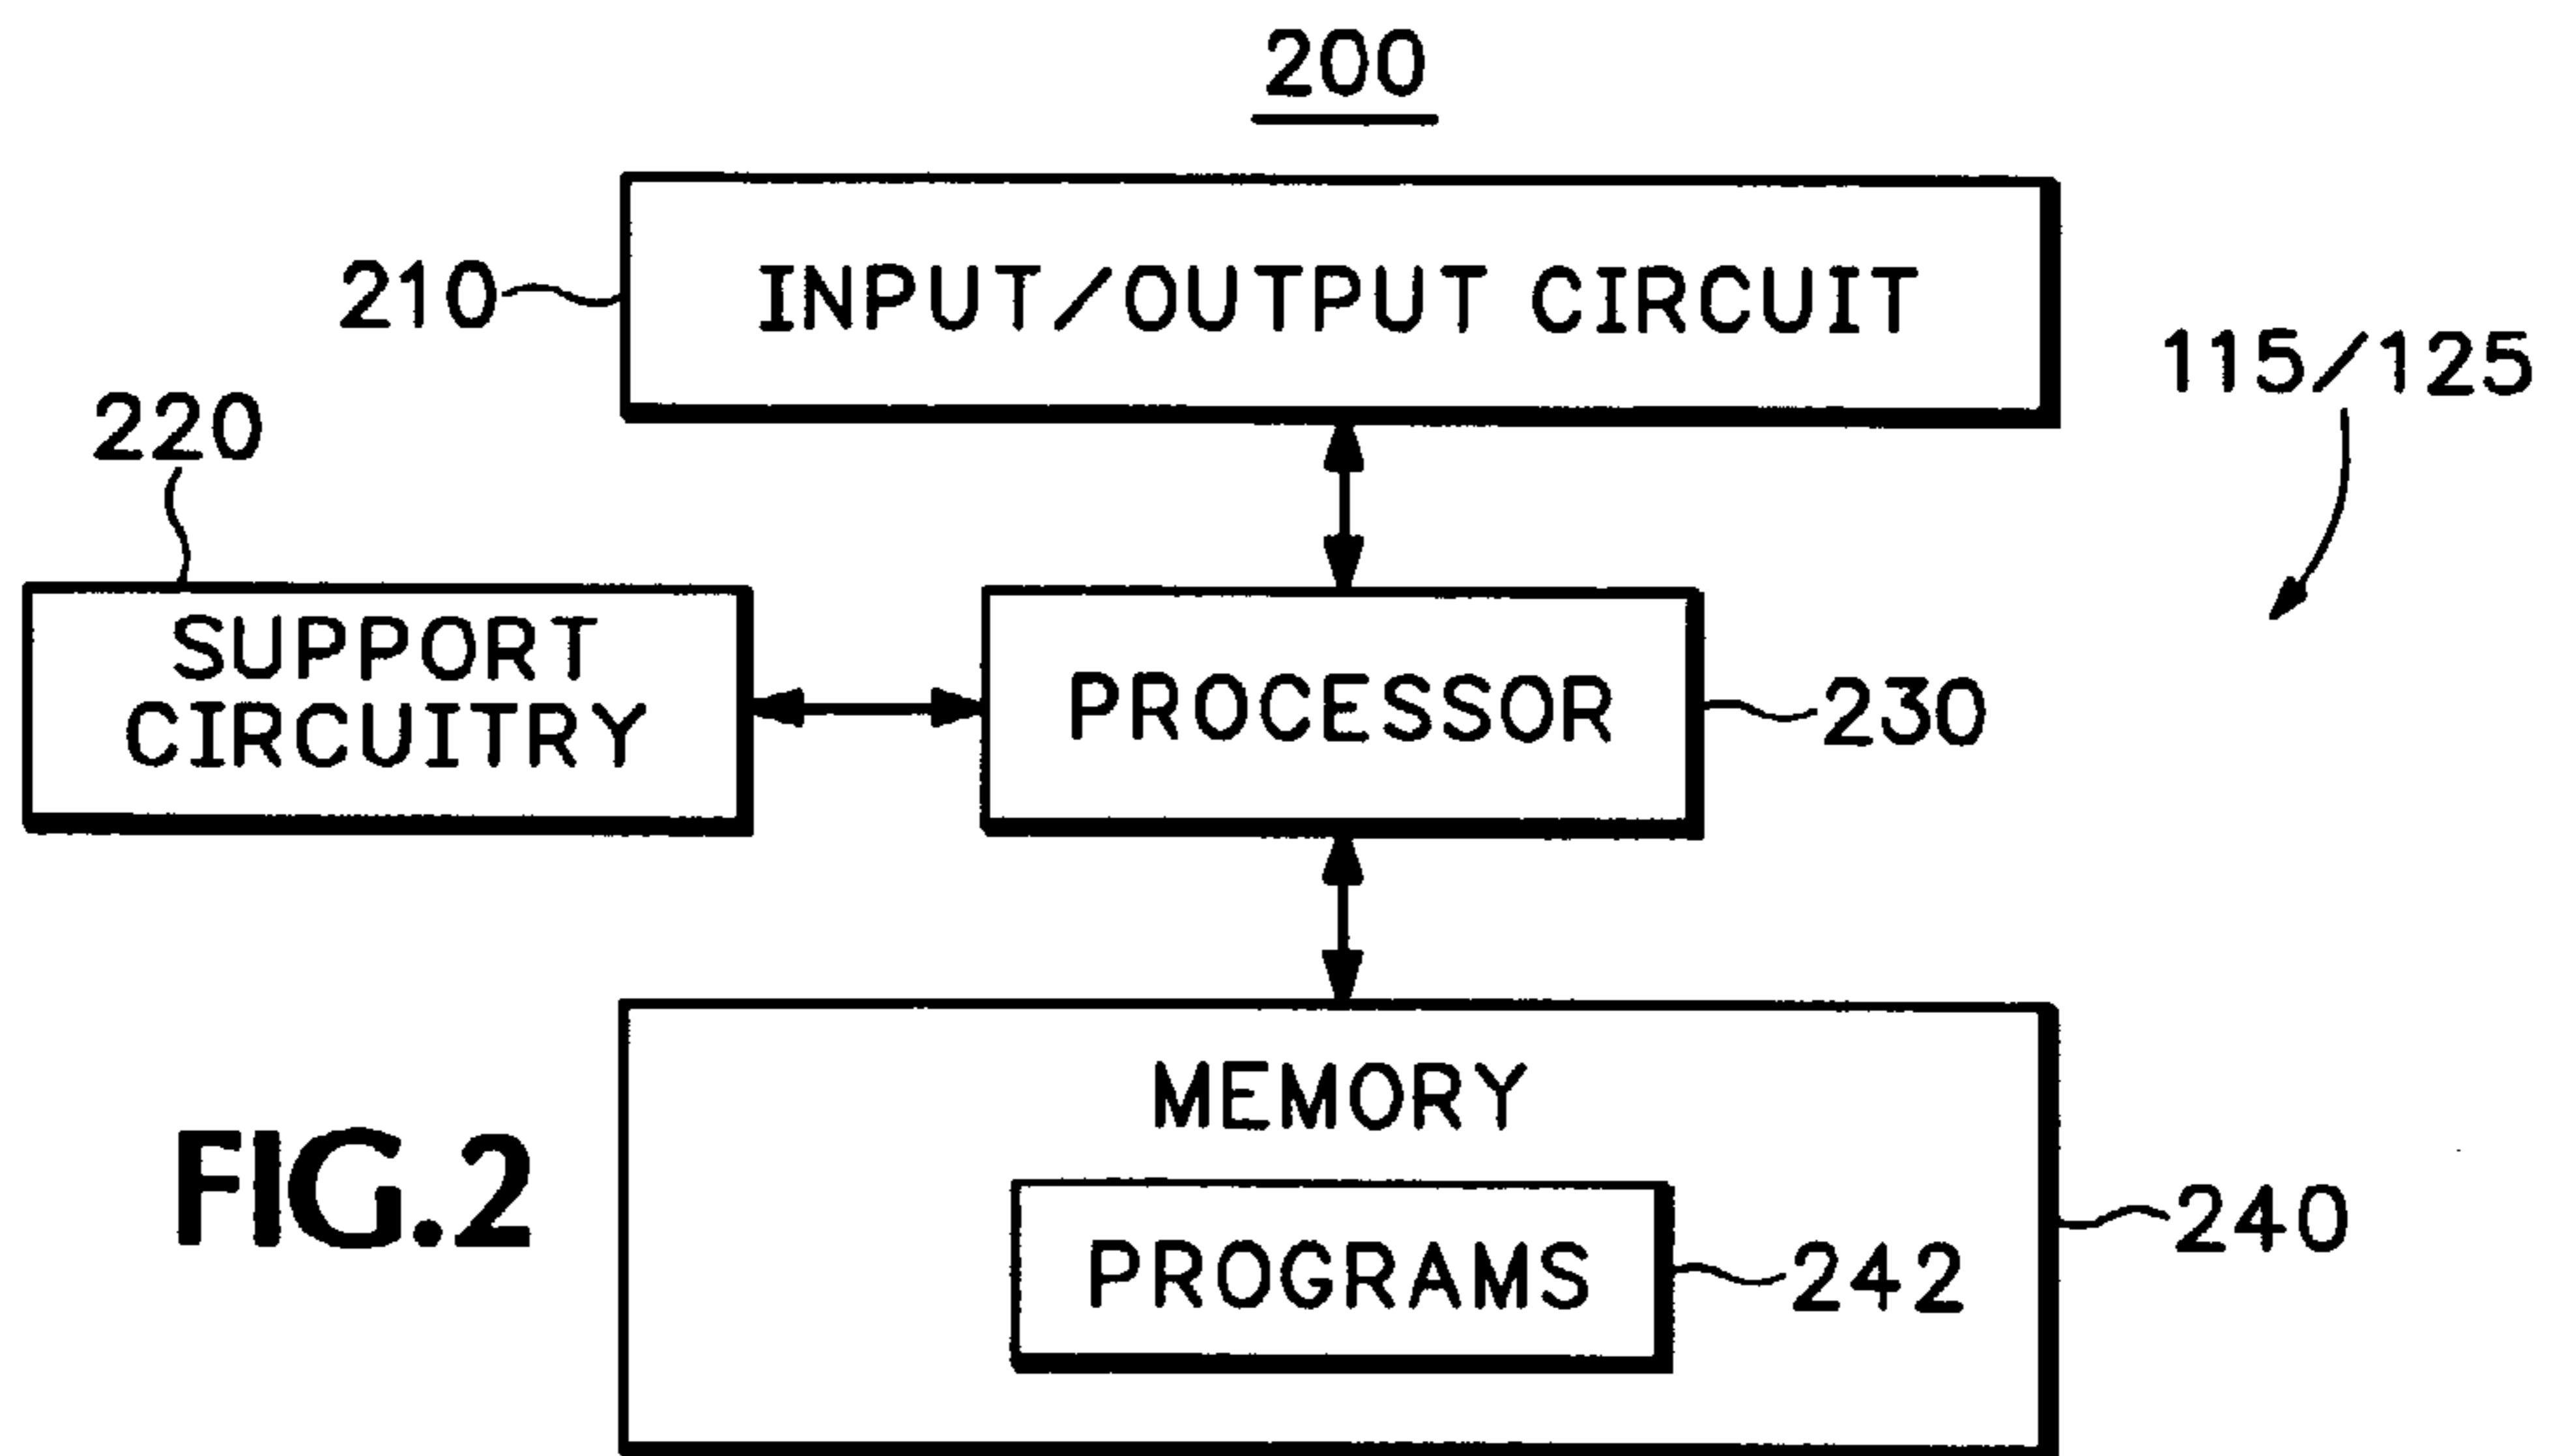 200
210
INPUT/OUTPUT CIRCUIT
115/125
220
SUPPORT
CIRCUITRY
PROCESSOR
230
MEMORY
FIG.2
PROGRAMS
242
240